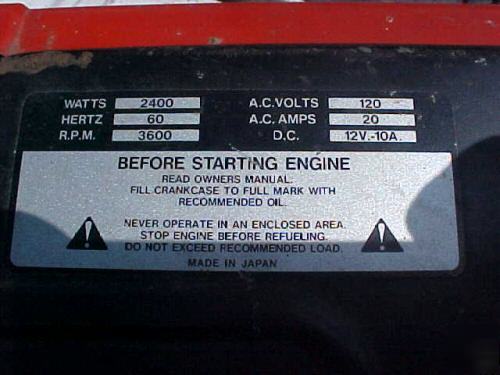 WATTS 2400 A.C. VOLTS 120
HERTZ 60 A.C. AMPS 20
R.P.M. 3600 D.C. 12V.-10A.
BEFORE STARTING ENGINE
READ OWNERS MANUAL.
FILL CRANKCASE TO FULL MARK WITH
RECOMMENDED OIL.
NEVER OPERATE IN AN ENCLOSED AREA.
STOP ENGINE BEFORE REFUELING.
DO NOT EXCEED RECOMMENDED LOAD.
MADE IN JAPAN